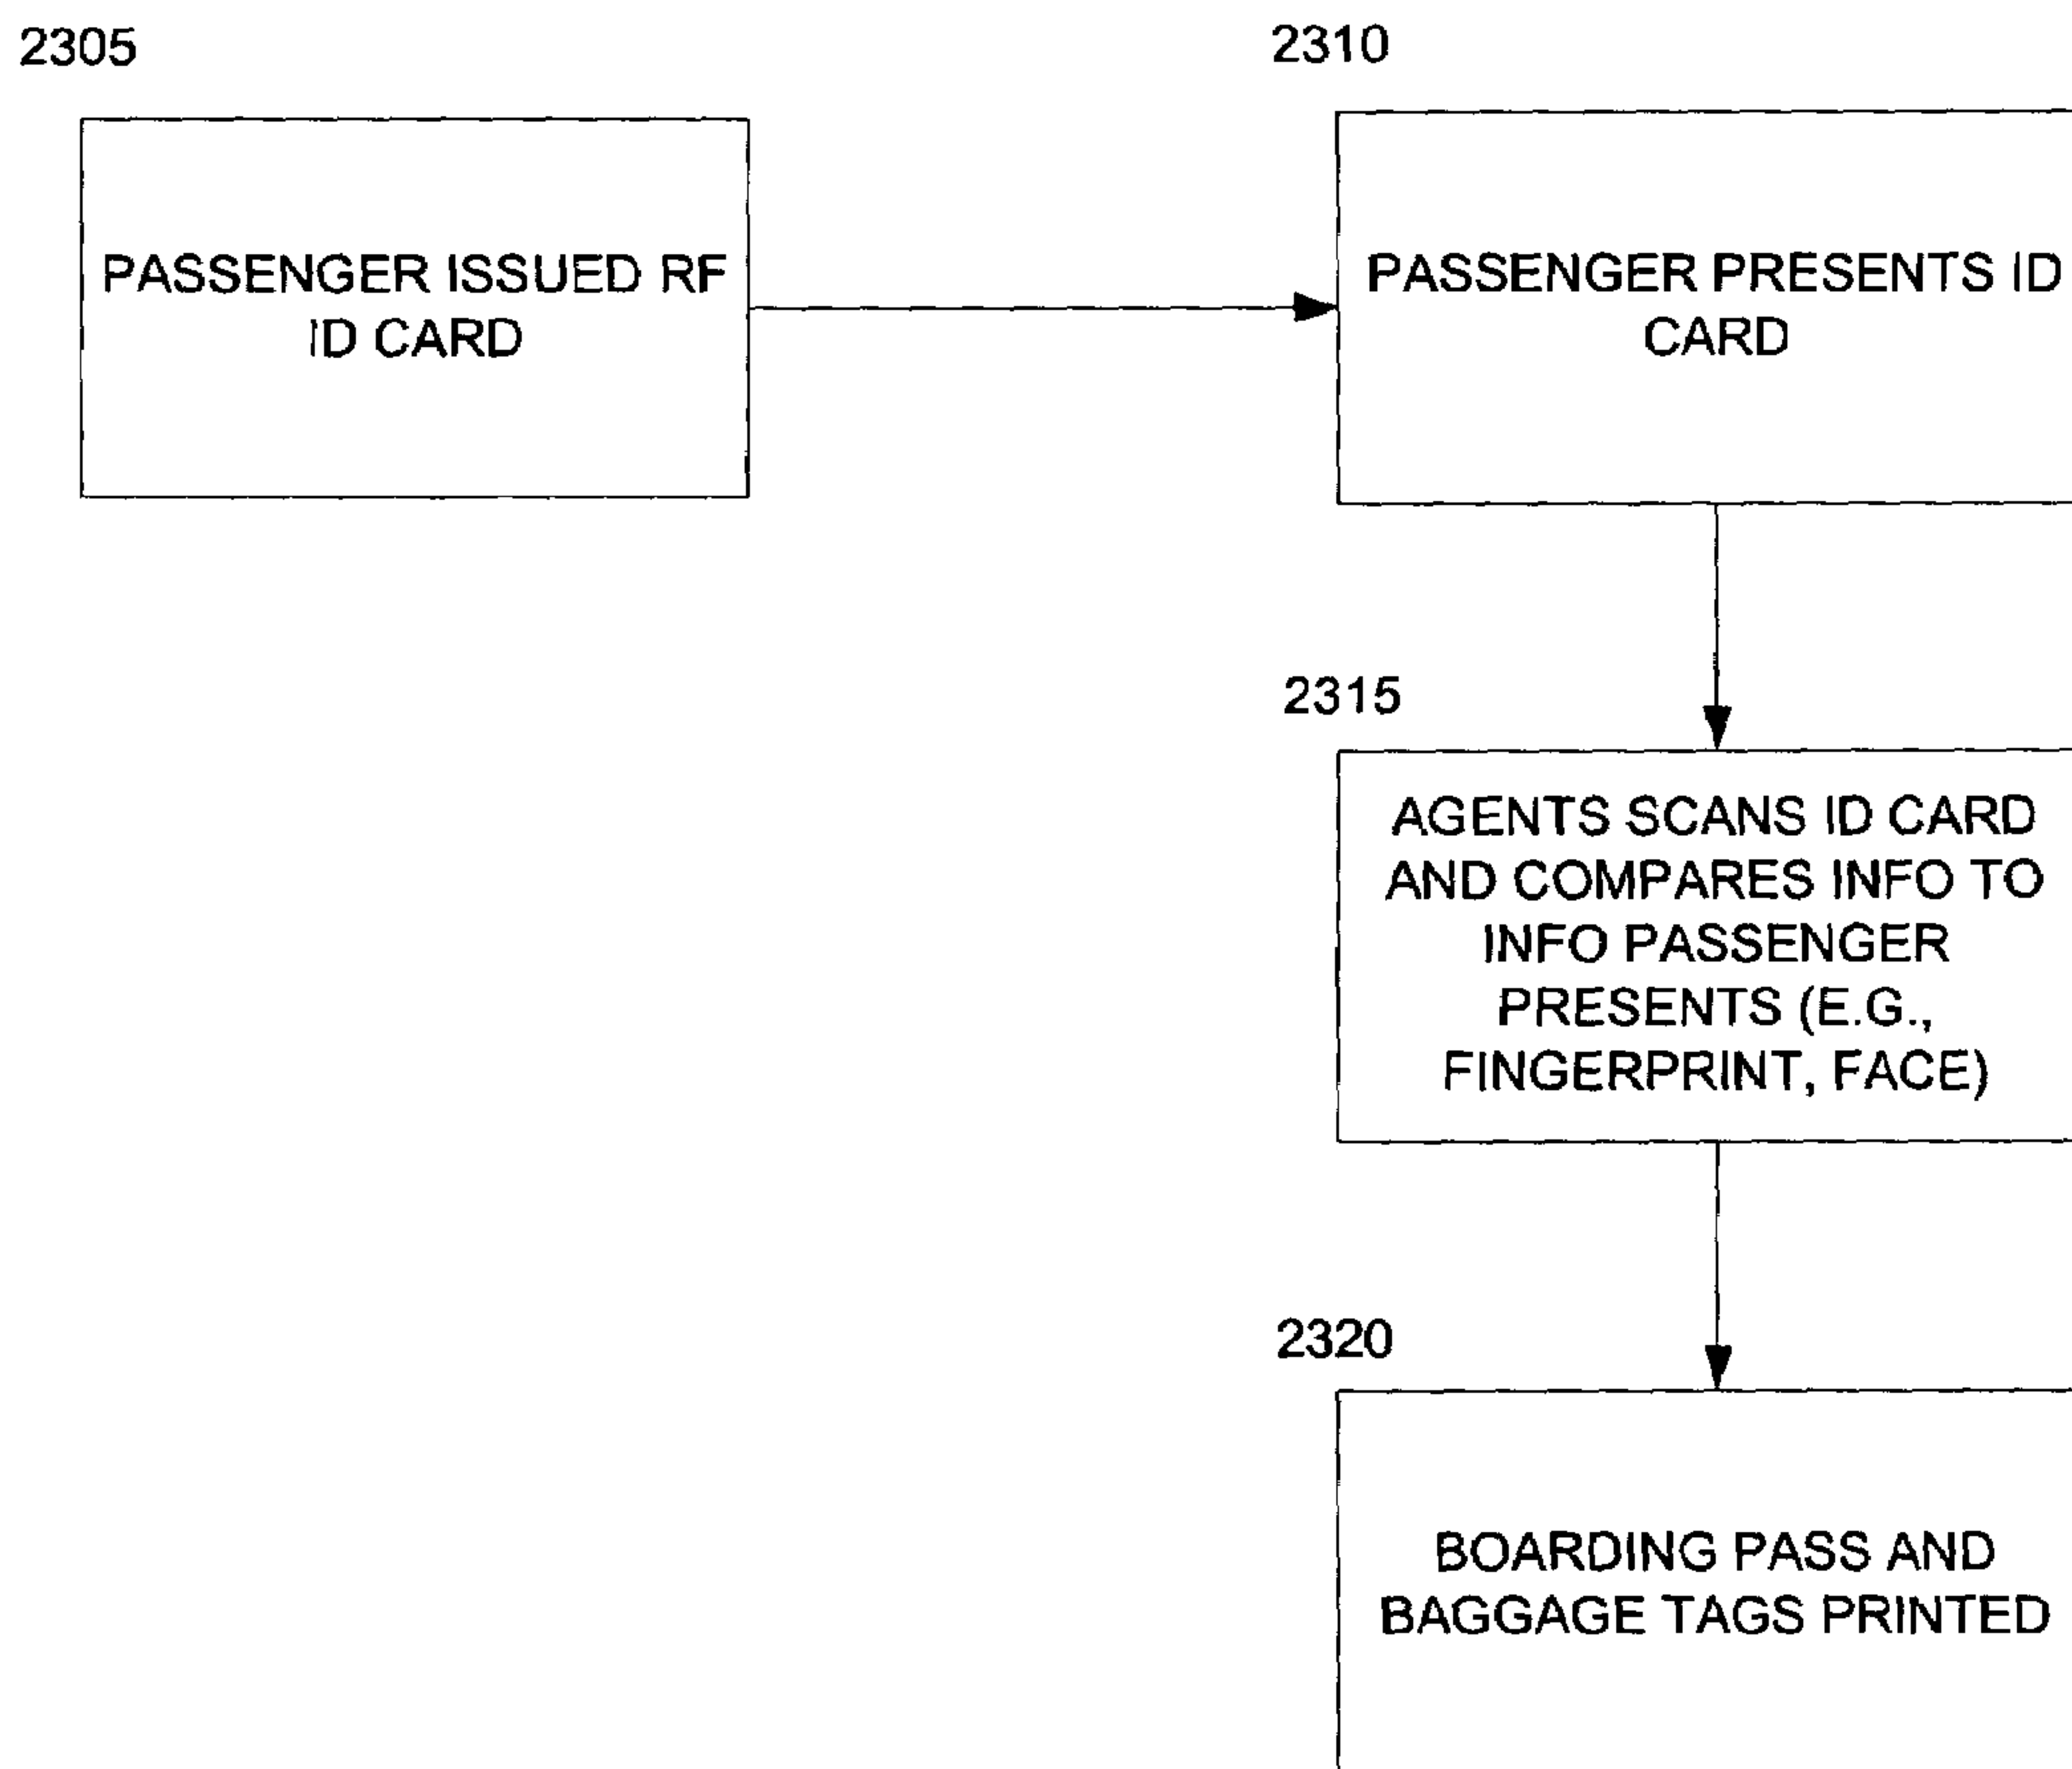 2305
PASSENGER ISSUED RF
ID CARD
2310
PASSENGER PRESENTS ID
CARD
2315
AGENTS SCANS ID CARD
AND COMPARES INFO TO
INFO PASSENGER
PRESENTS (E.G.,
FINGERPRINT, FACE)
2320
BOARDING PASS AND
BAGGAGE TAGS PRINTED